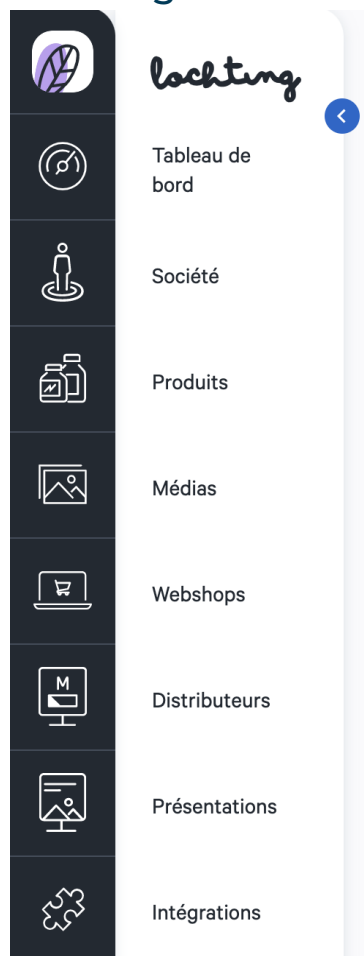 lochting
Tableau de
bord
Société
Produits
Médias
Webshops
M
Distributeurs
Présentations
Intégrations